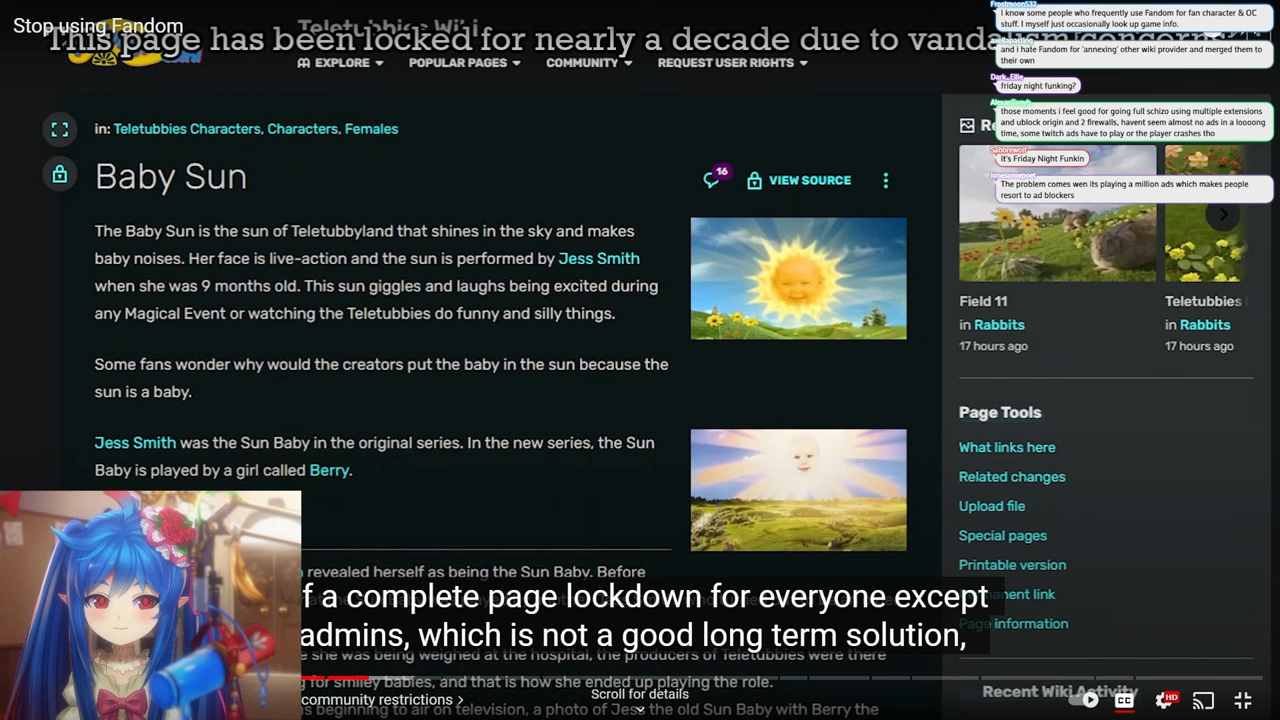 Stop using Fandom
Teletubbies Wiki
This page has been locked for nearly a decade due to vandalism concerns.
EXPLORE
POPULAR PAGES
COMMUNITY
REQUEST USER RIGHTS
in: Teletubbies Characters, Characters, Females
Baby Sun
16
VIEW SOURCE
The Baby Sun is the sun of Teletubbyland that shines in the sky and makes
baby noises. Her face is live-action and the sun is performed by Jess Smith
when she was 9 months old. This sun giggles and laughs being excited during
any Magical Event or watching the Teletubbies do funny and silly things.
Some fans wonder why would the creators put the baby in the sun because the
sun is a baby.
Jess Smith was the Sun Baby in the original series. In the new series, the Sun
Baby is played by a girl called Berry.
revealed herself as being the Sun Baby. Before
f a complete page lockdown for everyone except
admins, which is not a good long term solution,
she was being weighed at the hospital, the producers of Teletubbies were there
for smiley babies, and that is how she ended up playing the role.
community restrictions
Scroll for details
beginning to air on television, a photo of Jess the old Sun Baby with Berry the
Frostmoon532
I know some people who frequently use Fandom for fan character & OC
stuff. I myself just occasionally look up game info.
and i hate Fandom for 'annexing' other wiki provider and merged them to
their own
Dark_Ellie
friday night funking?
those moments i feel good for going full schizo using multiple extensions
and ublock origin and 2 firewalls, havent seem almost no ads in a loooong
time, some twitch ads have to play or the player crashes tho
Sabbrewolf
It's Friday Night Funkin
lonesomepoet
The problem comes wen its playing a million ads which makes people
resort to ad blockers
Field 11
in Rabbits
17 hours ago
Teletubbies
in Rabbits
17 hours ago
Page Tools
What links here
Related changes
Upload file
Special pages
Printable version
nent link
Page information
Recent Wiki Activity
CC
HD